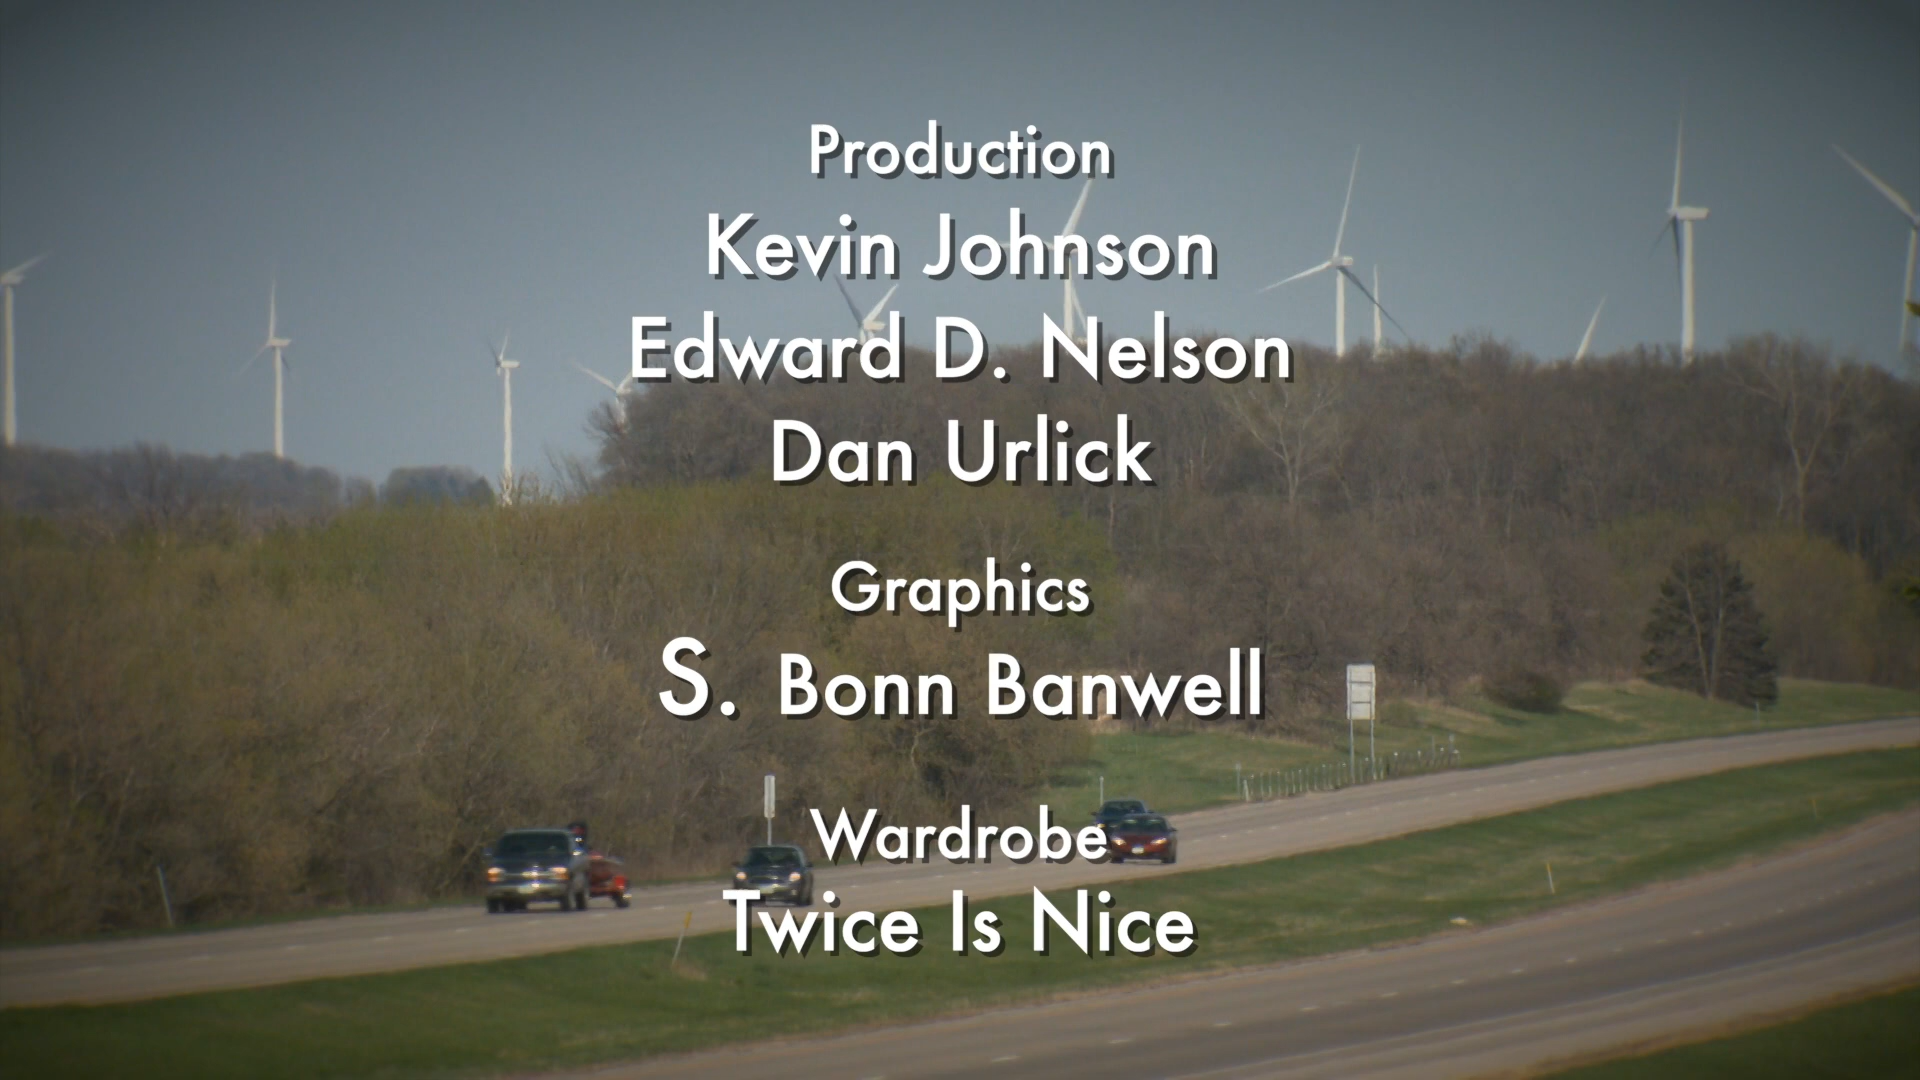 Production
Kevin Johnson
Edward D. Nelson
Dan Urlick
Graphics
S. Bonn Banwell
Wardrobe
Twice Is Nice